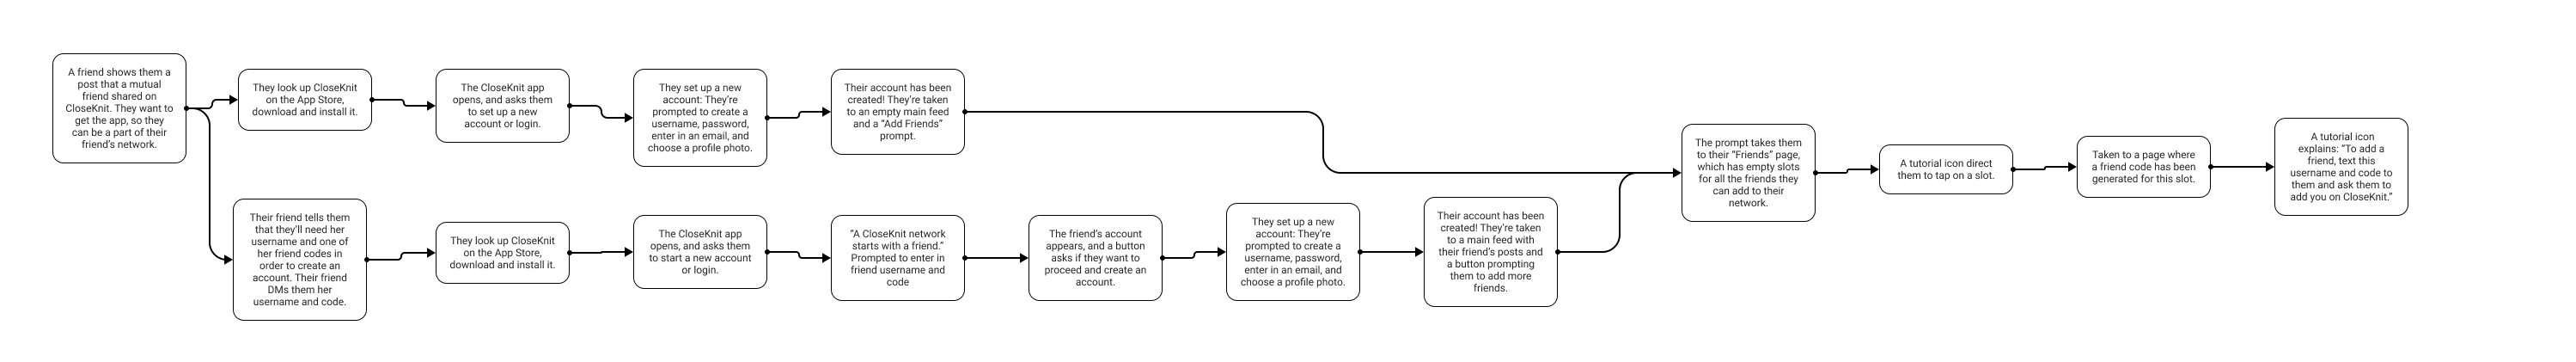 A friend shows them a
post that a mutual
friend shared on
CloseKnit. They want to
get the app, so they
can be a part of their
friend's network.
They look up CloseKnit
on the App Store,
download and install it.
The CloseKnit app
opens, and asks them
to set up a new
account or login.
They set up a new
account: They're
prompted to create a
username, password,
enter in an email, and
choose a profile photo.
Their account has been
created! They're taken
to an empty main feed
and a “Add Friends”
prompt.
Their friend tells them
that they'll need her
username and one of
her friend codes in
order to create an
account. Their friend
DMs them her
username and code.
They look up CloseKnit
on the App Store,
download and install it.
The CloseKnit app
opens, and asks them
to start a new account
or login.
“A CloseKnit network
starts with a friend.”
Prompted to enter in
friend username and
code
The friend's account
appears, and a button
asks if they want to
proceed and create an
account.
They set up a new
account: They're
prompted to create a
username, password,
enter in an email, and
choose a profile photo.
Their account has been
created! They're taken
to a main feed with
their friend's posts and
a button prompting
them to add more
friends.
The prompt takes them
to their “Friends” page,
which has empty slots
for all the friends they
can add to their
network.
A tutorial icon direct
them to tap on a slot.
Taken to a page where
a friend code has been
generated for this slot.
A tutorial icon
explains: “To add a
friend, text this
username and code to
them and ask them to
add you on CloseKnit.”